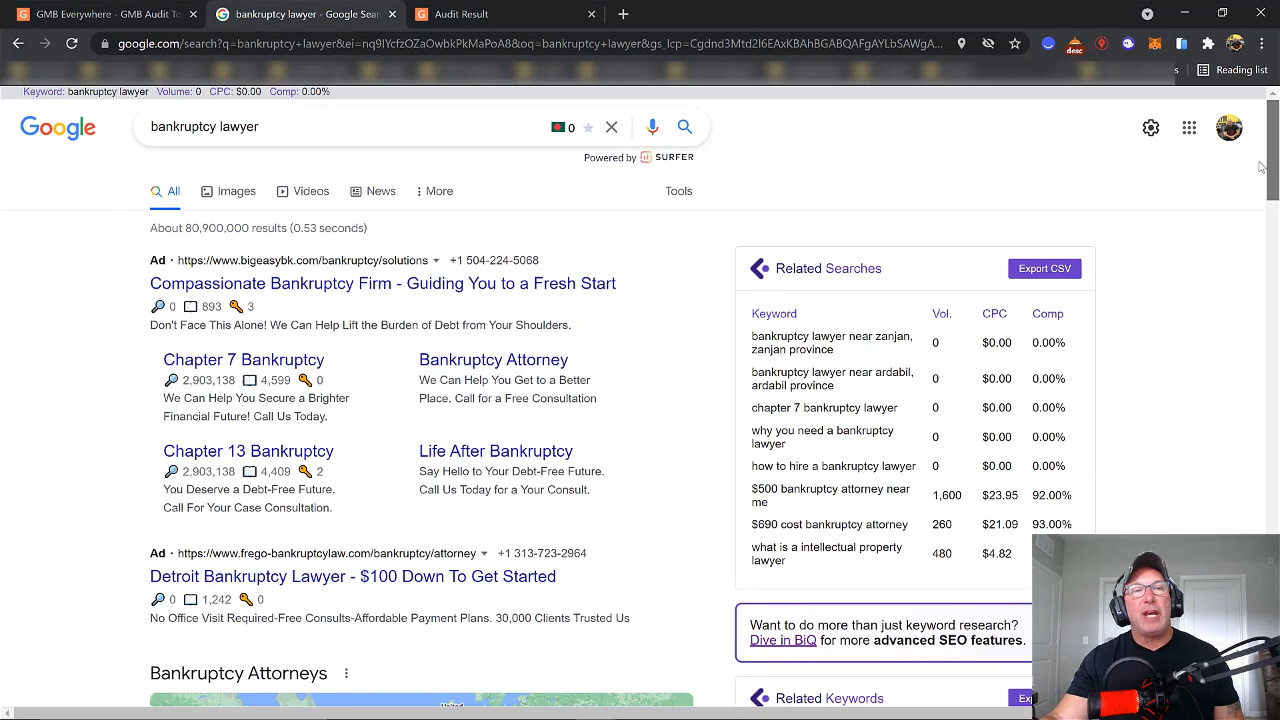 GMB Everywhere - GMB Audit To
bankruptcy lawyer - Google Sear
Audit Result
google.com/search?q=bankruptcy+lawyer&ei=nq9IYcfzOZaOwbkPkMaPoA8&oq=bankruptcy+lawyer&gs_lcp=Cgdnd3Mtd2l6EAxKBAhBGABQAFgAYLbSAWgA...
desc
Reading list
Keyword: bankruptcy lawyer Volume: 0 CPC: $0.00 Comp: 0.00%
Google
bankruptcy lawyer
0
Powered by SURFER
All Images Videos News More Tools
About 80,900,000 results (0.53 seconds)
Ad · https://www.bigeasybk.com/bankruptcy/solutions +1 504-224-5068
Compassionate Bankruptcy Firm - Guiding You to a Fresh Start
0 893 3
Don't Face This Alone! We Can Help Lift the Burden of Debt from Your Shoulders.
Chapter 7 Bankruptcy
2,903,138 4,599 0
We Can Help You Secure a Brighter
Financial Future! Call Us Today.
Bankruptcy Attorney
We Can Help You Get to a Better
Place. Call for a Free Consultation
Chapter 13 Bankruptcy
2,903,138 4,409 2
You Deserve a Debt-Free Future.
Call For Your Case Consultation.
Life After Bankruptcy
Say Hello to Your Debt-Free Future.
Call Us Today for a Your Consult.
Ad · https://www.frego-bankruptcylaw.com/bankruptcy/attorney +1 313-723-2964
Detroit Bankruptcy Lawyer - $100 Down To Get Started
0 1,242 0
No Office Visit Required-Free Consults-Affordable Payment Plans. 30,000 Clients Trusted Us
Bankruptcy Attorneys
Related Searches
Export CSV
Keyword Vol. CPC Comp
bankruptcy lawyer near zanjan,
zanjan province 0 $0.00 0.00%
bankruptcy lawyer near ardabil,
ardabil province 0 $0.00 0.00%
chapter 7 bankruptcy lawyer 0 $0.00 0.00%
why you need a bankruptcy
lawyer 0 $0.00 0.00%
how to hire a bankruptcy lawyer 0 $0.00 0.00%
$500 bankruptcy attorney near
me 1,600 $23.95 92.00%
$690 cost bankruptcy attorney 260 $21.09 93.00%
what is a intellectual property
lawyer 480 $4.82
Want to do more than just keyword research?
Dive in BiQ for more advanced SEO features.
Related Keywords